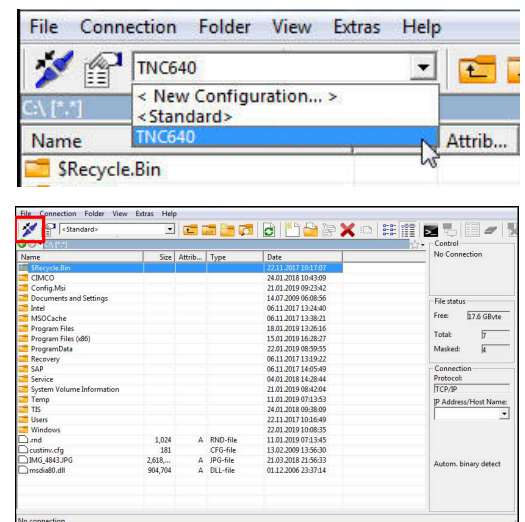 File Connection Folder View Extras Help
TNC640
< New Configuration... >
<Standard>
TNC640
C:\ [*.*]
Name Attrib...
$Recycle.Bin
File Connection Folder View Extras Help
<Standard>
C:\ [*.*]
Control
No Connection
Name Size Attrib... Type Date
$Recycle.Bin 22.11.2017 10:17:07
CIMCO 24.01.2018 10:43:09
Config.Msi 21.01.2019 09:23:42
Documents and Settings 14.07.2009 06:08:56
Intel 06.11.2017 13:24:40
MSOCache 06.11.2017 13:38:21
Program Files 18.01.2019 13:26:16
Program Files (x86) 15.01.2019 16:28:27
ProgramData 22.01.2019 08:59:55
Recovery 06.11.2017 13:19:22
SAP 06.11.2017 14:05:49
Service 04.01.2018 14:28:44
System Volume Information 21.01.2019 08:42:04
Temp 11.01.2019 07:13:53
TIS 24.01.2018 09:38:09
Users 22.11.2017 10:16:49
Windows 22.01.2019 10:08:35
.rnd 1,024 A RND-file 11.01.2019 07:13:45
custinv.cfg 181 CFG-file 13.02.2009 13:56:30
IMG_4843.JPG 2,618,... A JPG-file 21.03.2018 21:56:33
msdia80.dll 904,704 A DLL-file 01.12.2006 23:37:14
File status
Free: 17.6 GByte
Total: 7
Masked: 4
Connection
Protocol:
TCP/IP
IP Address/Host Name:
Autom. binary detect
No connection